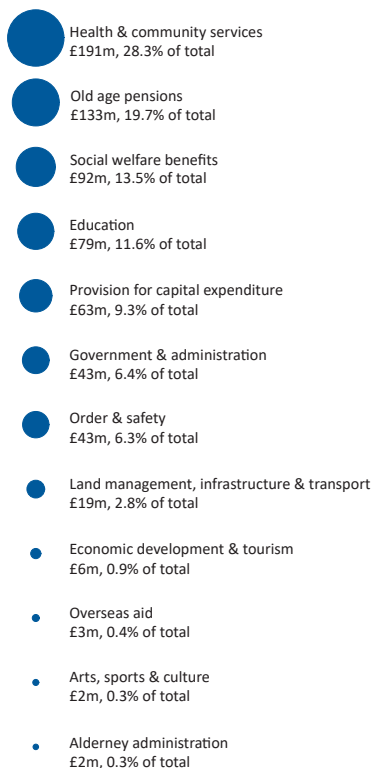 Health & community services
£191m, 28.3% of total
Old age pensions
£133m, 19.7% of total
Social welfare benefits
£92m, 13.5% of total
Education
£79m, 11.6% of total
Provision for capital expenditure
£63m, 9.3% of total
Government & administration
£43m, 6.4% of total
Order & safety
£43m, 6.3% of total
Land management, infrastructure & transport
£19m, 2.8% of total
Economic development & tourism
£6m, 0.9% of total
Overseas aid
£3m, 0.4% of total
Arts, sports & culture
£2m, 0.3% of total
Alderney administration
£2m, 0.3% of total